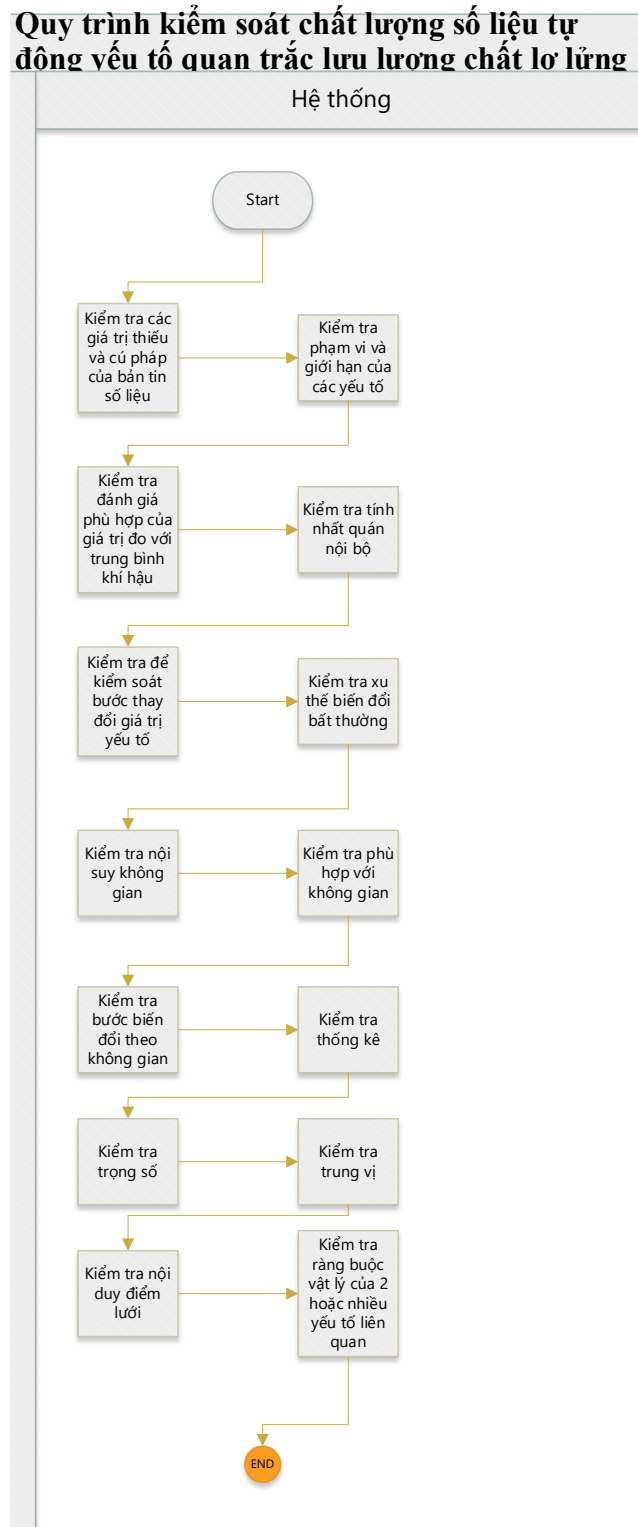 Quy trình kiểm soát chất lượng số liệu tự
động yếu tố quan trắc lưu lượng chất lơ lửng
Hệ thống
Start
Kiểm tra các
giá trị thiếu
và cú pháp
của bản tin
số liệu
Kiểm tra
phạm vi và
giới hạn của
các yếu tố
Kiểm tra
đánh giá
phù hợp của
giá trị đo với
trung bình
khí hậu
Kiểm tra tính
nhất quán
nội bộ
Kiểm tra để
kiểm soát
bước thay
đổi giá trị
yếu tố
Kiểm tra xu
thế biến đổi
bất thường
Kiểm tra nội
suy không
gian
Kiểm tra phù
hợp với
không gian
Kiểm tra
bước biến
đổi theo
không gian
Kiểm tra
thống kê
Kiểm tra
trọng số
Kiểm tra
trung vị
Kiểm tra nội
duy điểm
lưới
Kiểm tra
ràng buộc
vật lý của 2
hoặc nhiều
yếu tố liên
quan
END